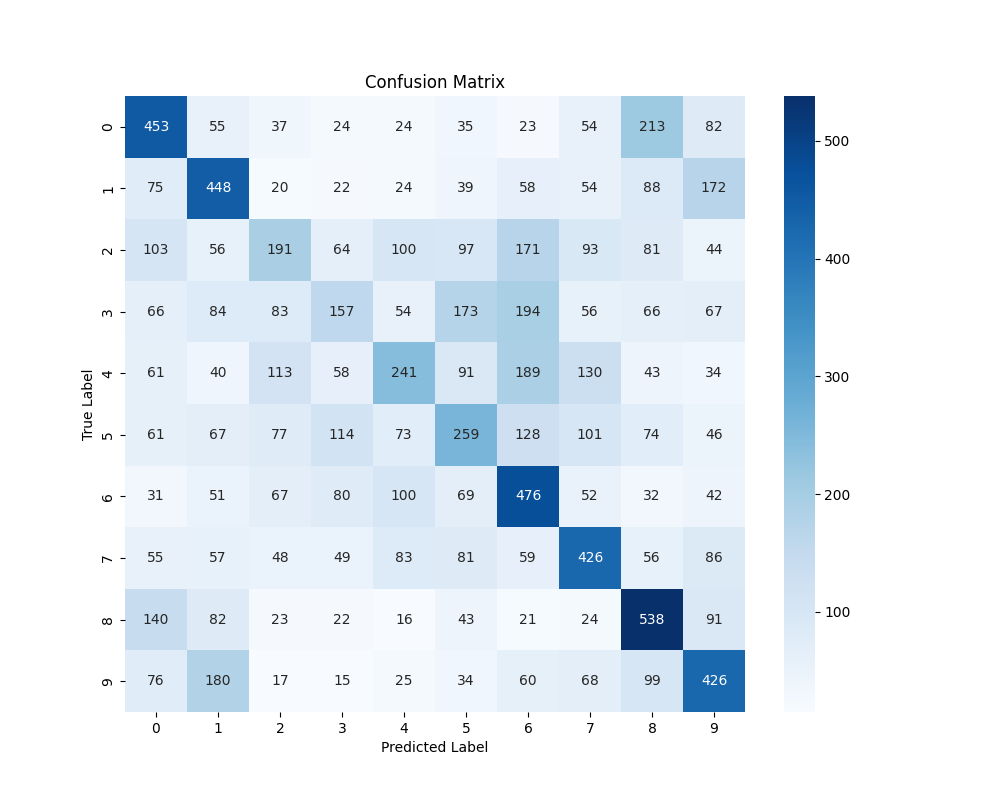 Confusion Matrix
0 453 55 37 24 24 35 23 54 213 82
1 75 448 20 22 24 39 58 54 88 172
2 103 56 191 64 100 97 171 93 81 44
3 66 84 83 157 54 173 194 56 66 67
4 61 40 113 58 241 91 189 130 43 34
5 61 67 77 114 73 259 128 101 74 46
6 31 51 67 80 100 69 476 52 32 42
7 55 57 48 49 83 81 59 426 56 86
8 140 82 23 22 16 43 21 24 538 91
9 76 180 17 15 25 34 60 68 99 426
0 1 2 3 4 5 6 7 8 9
Predicted Label
True Label
500
400
300
200
100